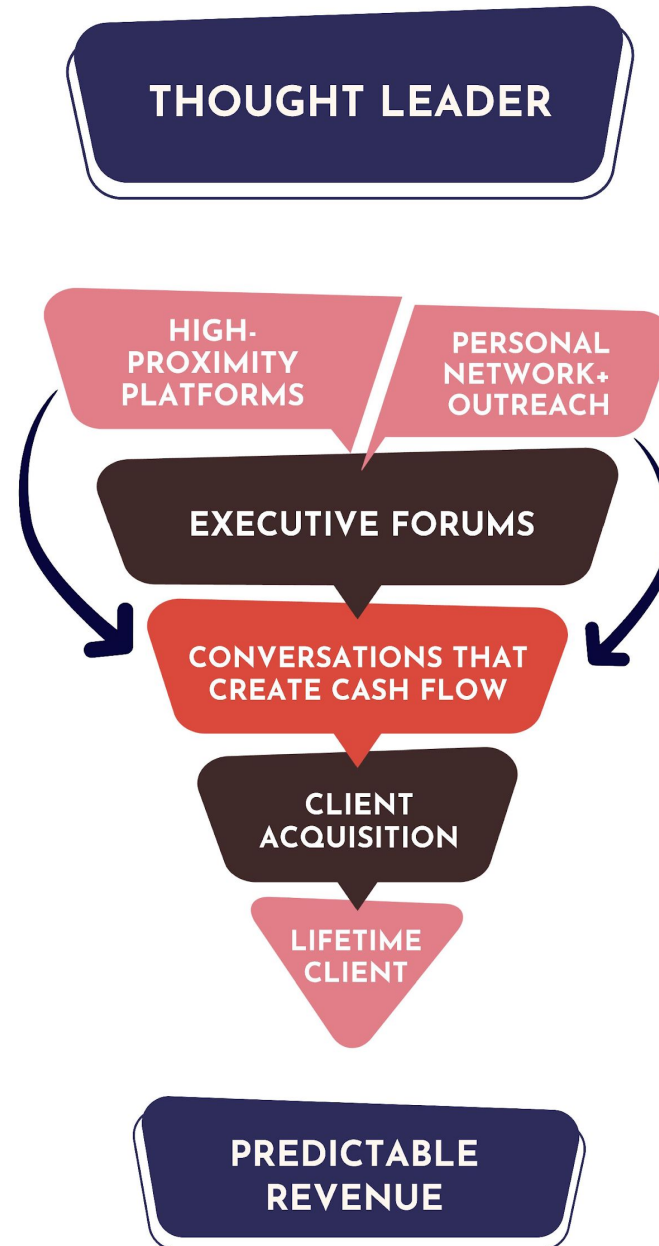 THOUGHT LEADER
HIGH-
PROXIMITY
PLATFORMS
PERSONAL
NETWORK+
OUTREACH
EXECUTIVE FORUMS
CONVERSATIONS THAT
CREATE CASH FLOW
CLIENT
ACQUISITION
LIFETIME
CLIENT
PREDICTABLE
REVENUE